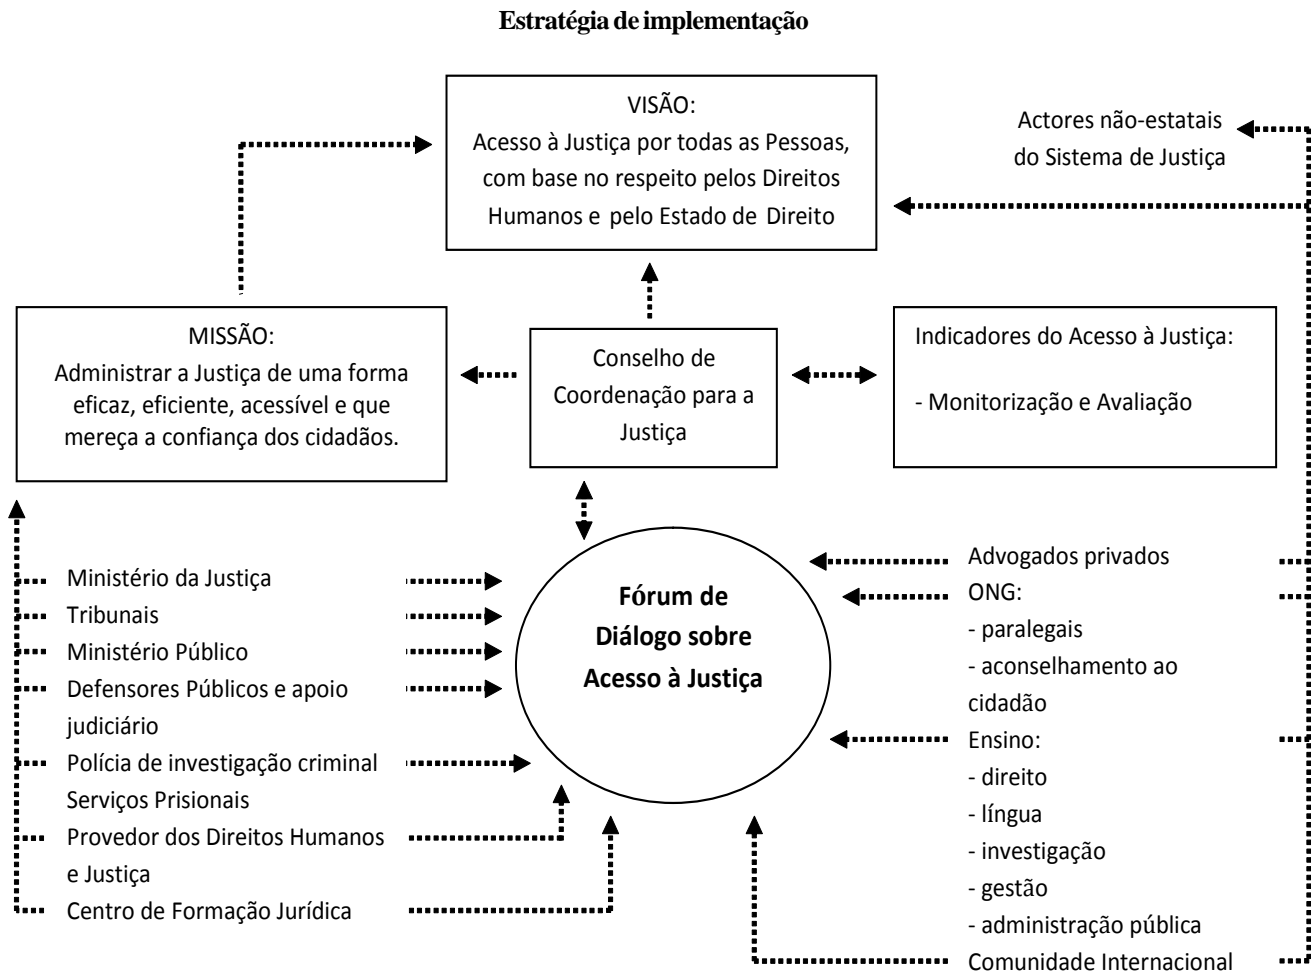 Estratégia de implementação
VISÃO:
Acesso à Justiça por todas as Pessoas,
com base no respeito pelos Direitos
Humanos e pelo Estado de Direito
Actores não-estatais
do Sistema de Justiça
MISSÃO:
Administrar a Justiça de uma forma
eficaz, eficiente, acessível e que
mereça a confiança dos cidadãos.
Conselho de
Coordenação para a
Justiça
Indicadores do Acesso à Justiça:
- Monitorização e Avaliação
Ministério da Justiça
Tribunais
Ministério Público
Defensores Públicos e apoio
judiciário
Polícia de investigação criminal
Serviços Prisionais
Provedor dos Direitos Humanos
e Justiça
Centro de Formação Jurídica
Fórum de
Diálogo sobre
Acesso à Justiça
Advogados privados
ONG:
- paralegais
- aconselhamento ao
cidadão
Ensino:
- direito
- língua
- investigação
- gestão
- administração pública
Comunidade Internacional